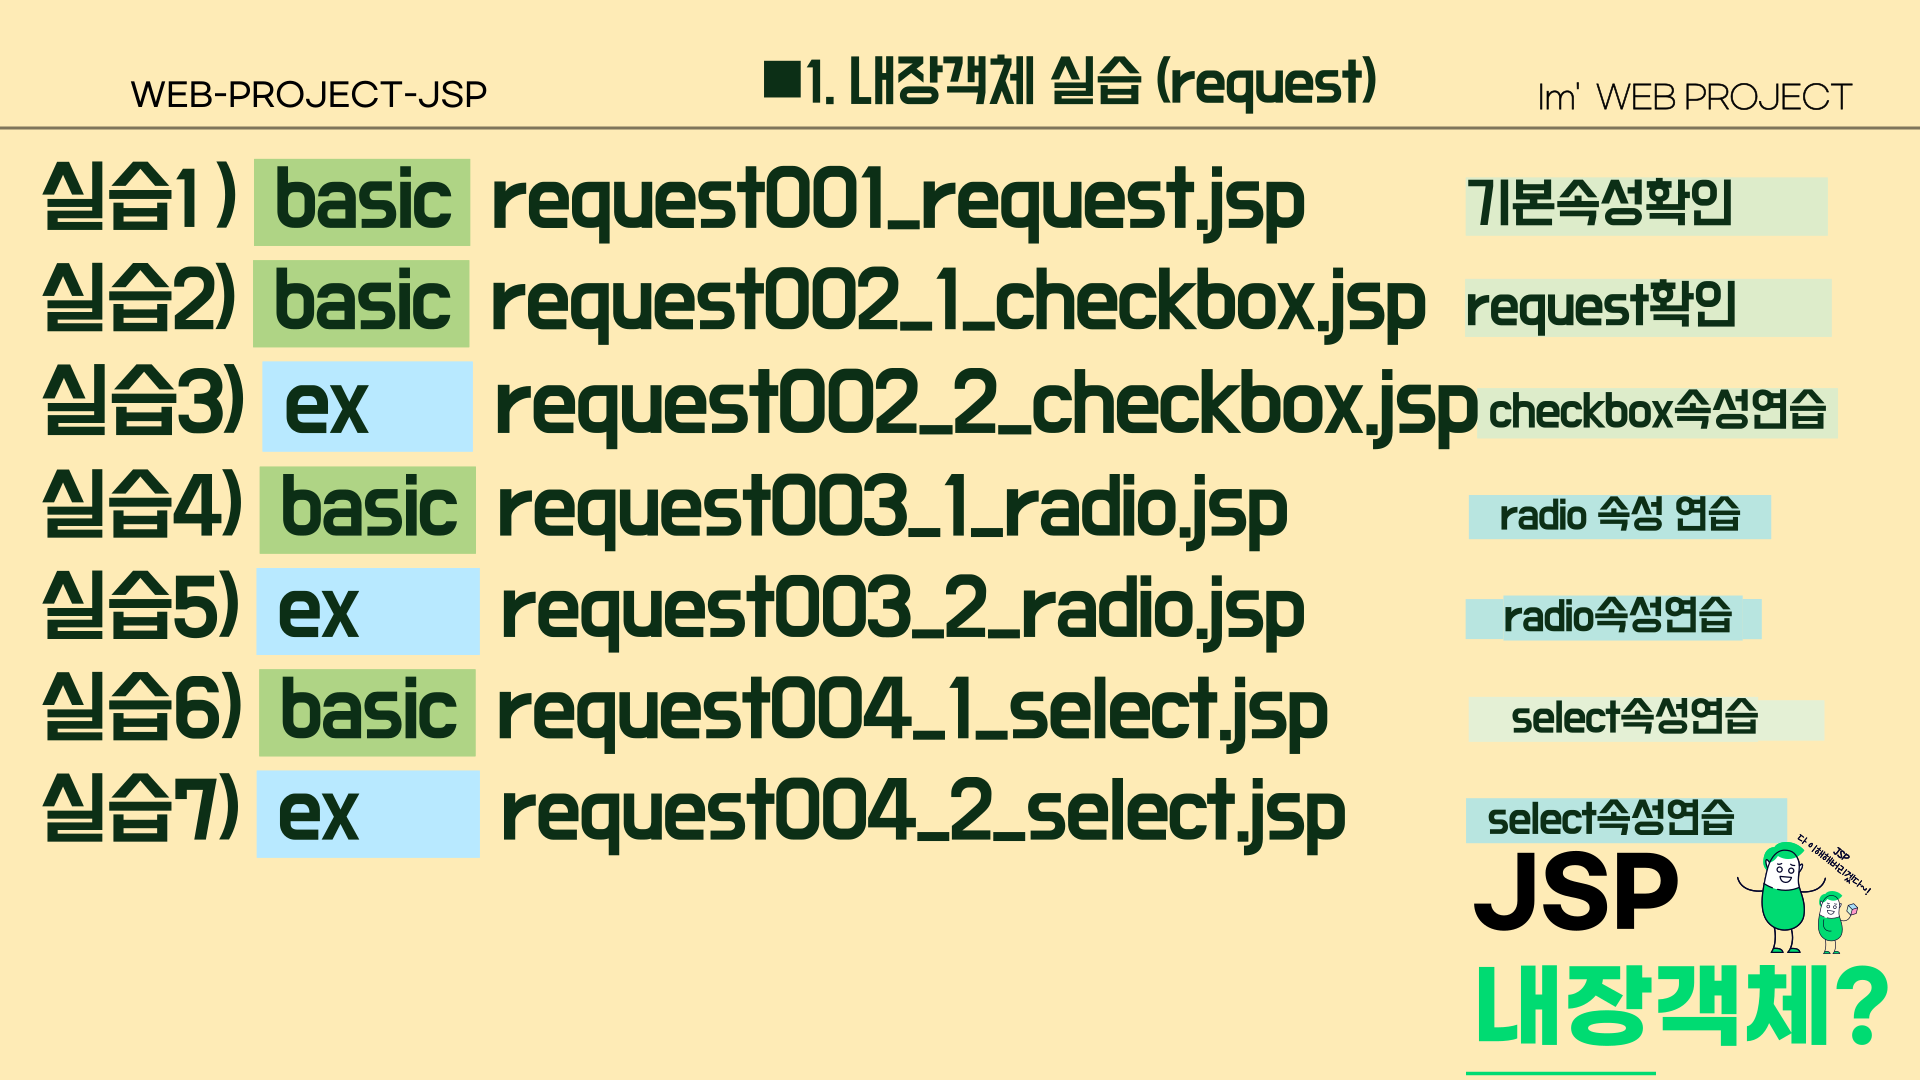 WEB-PROJECT-JSP
■1. 내장객체 실습 (request)
Im' WEB PROJECT
실습1 ) basic request001_request.jsp 기본속성확인
실습2) basic request002_1_checkbox.jsp request확인
실습3) ex request002_2_checkbox.jsp checkbox속성연습
실습4) basic request003_1_radio.jsp radio 속성 연습
실습5) ex request003_2_radio.jsp radio속성연습
실습6) basic request004_1_select.jsp select속성연습
실습7) ex request004_2_select.jsp select속성연습
JSP
다 이해해버리겠다~!
JSP
내장객체?